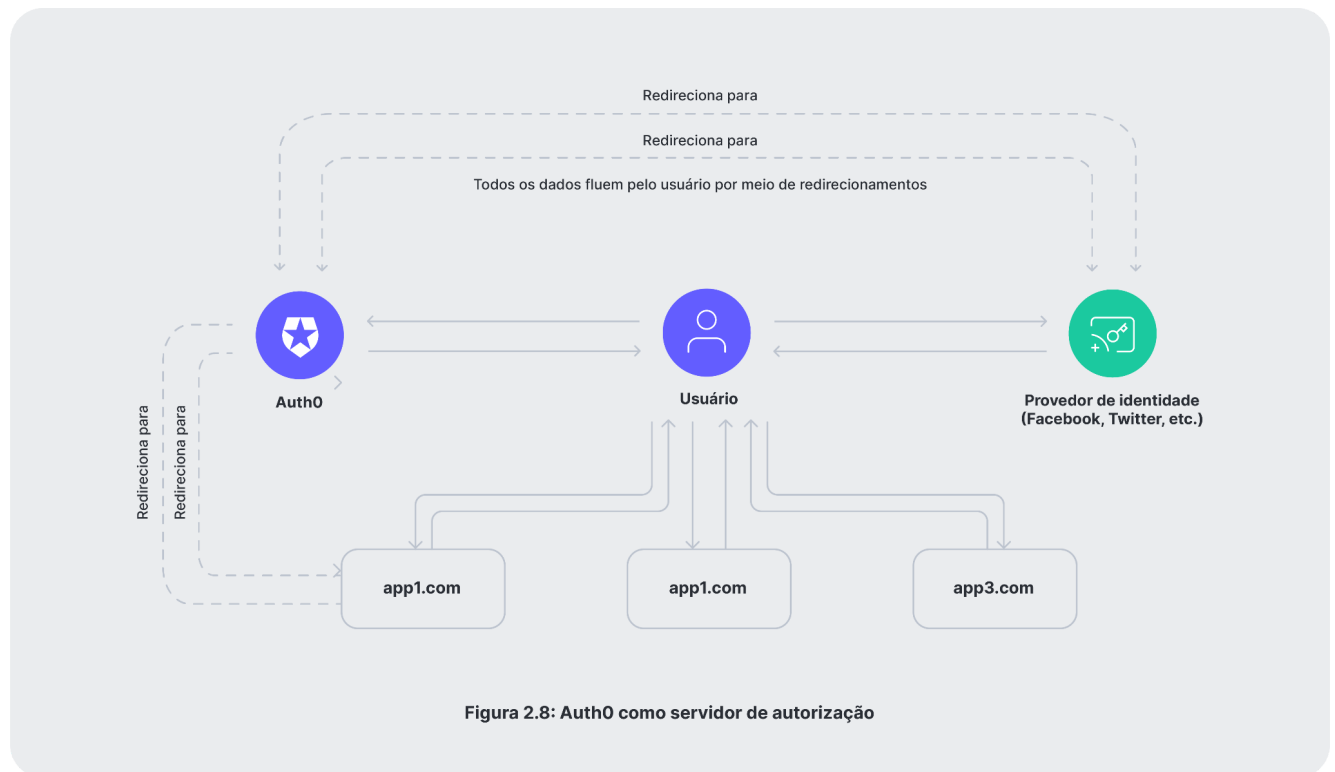 Redireciona para
Redireciona para
Todos os dados fluem pelo usuário por meio de redirecionamentos
Auth0
Usuário
Provedor de identidade
(Facebook, Twitter, etc.)
Redireciona para
Redireciona para
app1.com
app1.com
app3.com
Figura 2.8: Auth0 como servidor de autorização